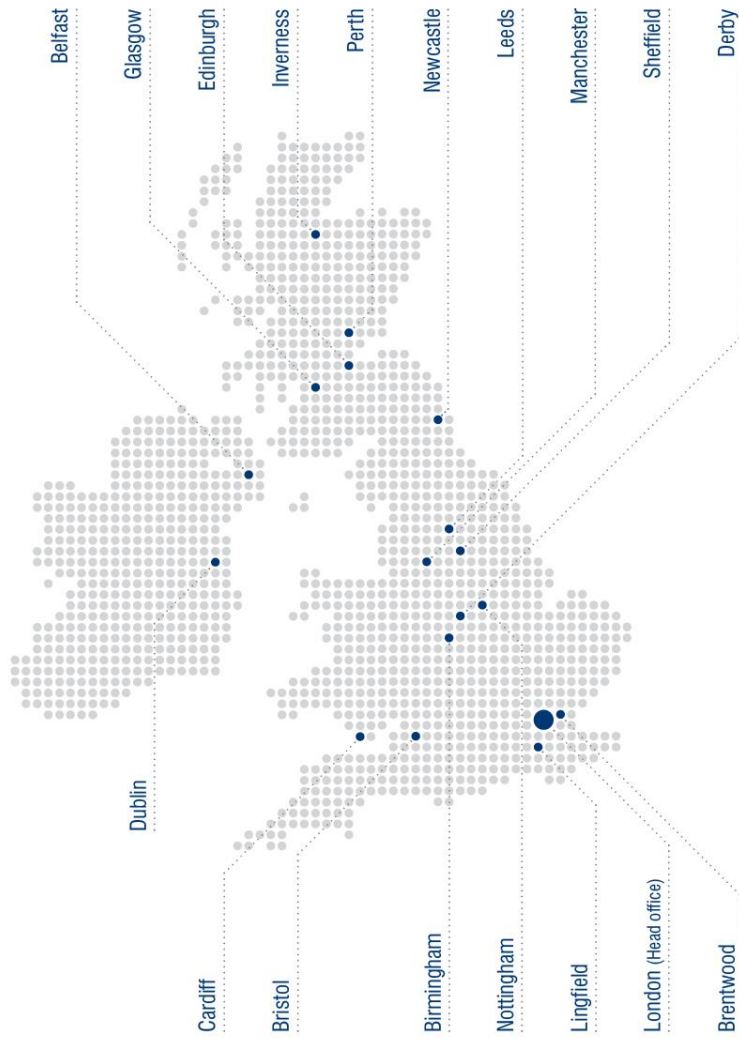 Belfast
Glasgow
Edinburgh
Inverness
Perth
Newcastle
Leeds
Manchester
Sheffield
Derby
Dublin
Cardiff
Bristol
Birmingham
Nottingham
Lingfield
London (Head office)
Brentwood